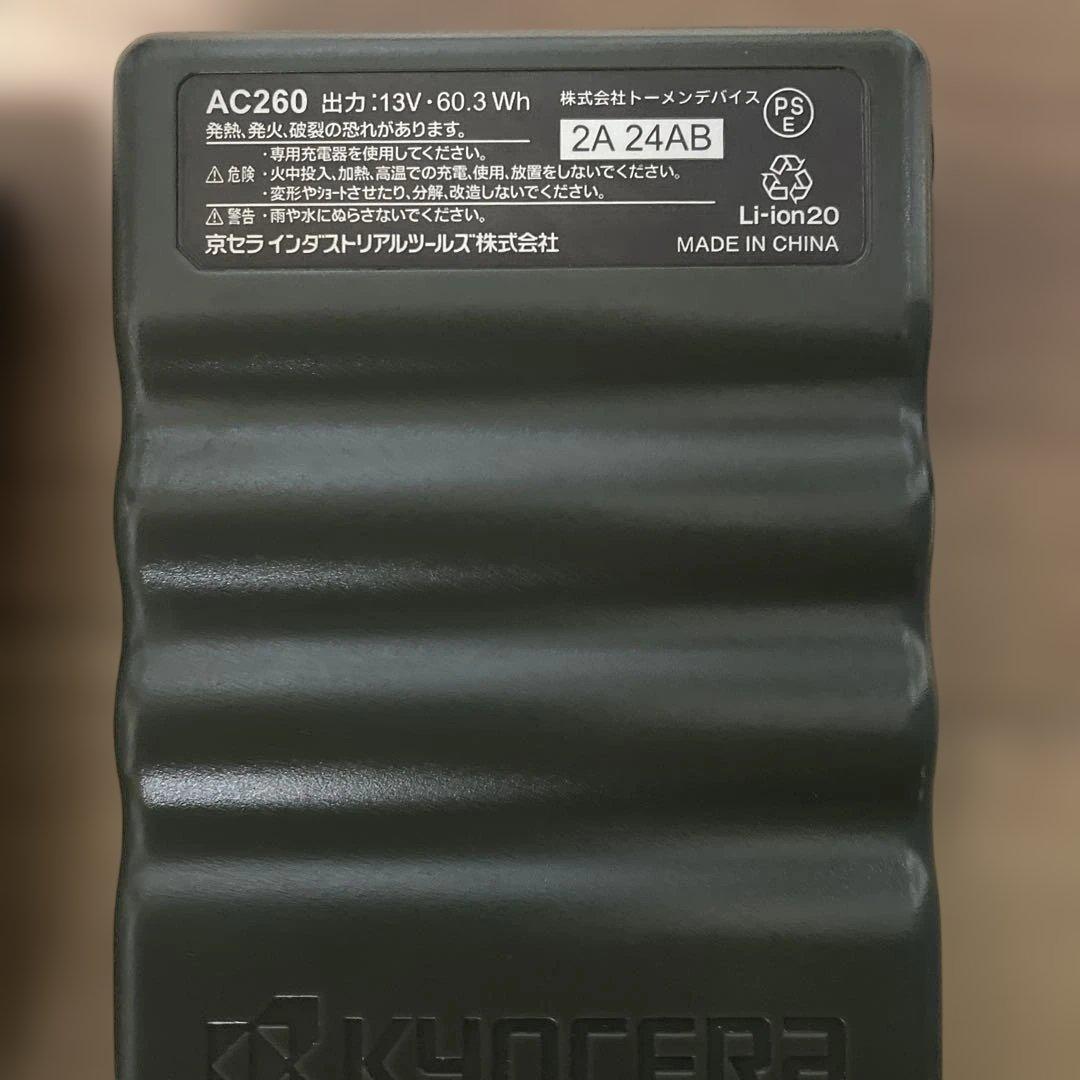 AC260 出力:13V・60.3 Wh
株式会社トーメンデバイス
PS
E
発熱、発火、破裂の恐れがあります。
2A 24AB
・専用充電器を使用してください。
⚠ 危険 ・火中投入、加熱、高温での充電、使用、放置をしないでください。
・変形やｼｮｰﾄさせたり、分解、改造しないでください。
⚠ 警告 ・雨や水にぬらさないでください。
Li-ion20
京セラ インダストリアルツールズ株式会社
MADE IN CHINA
KYOCERA